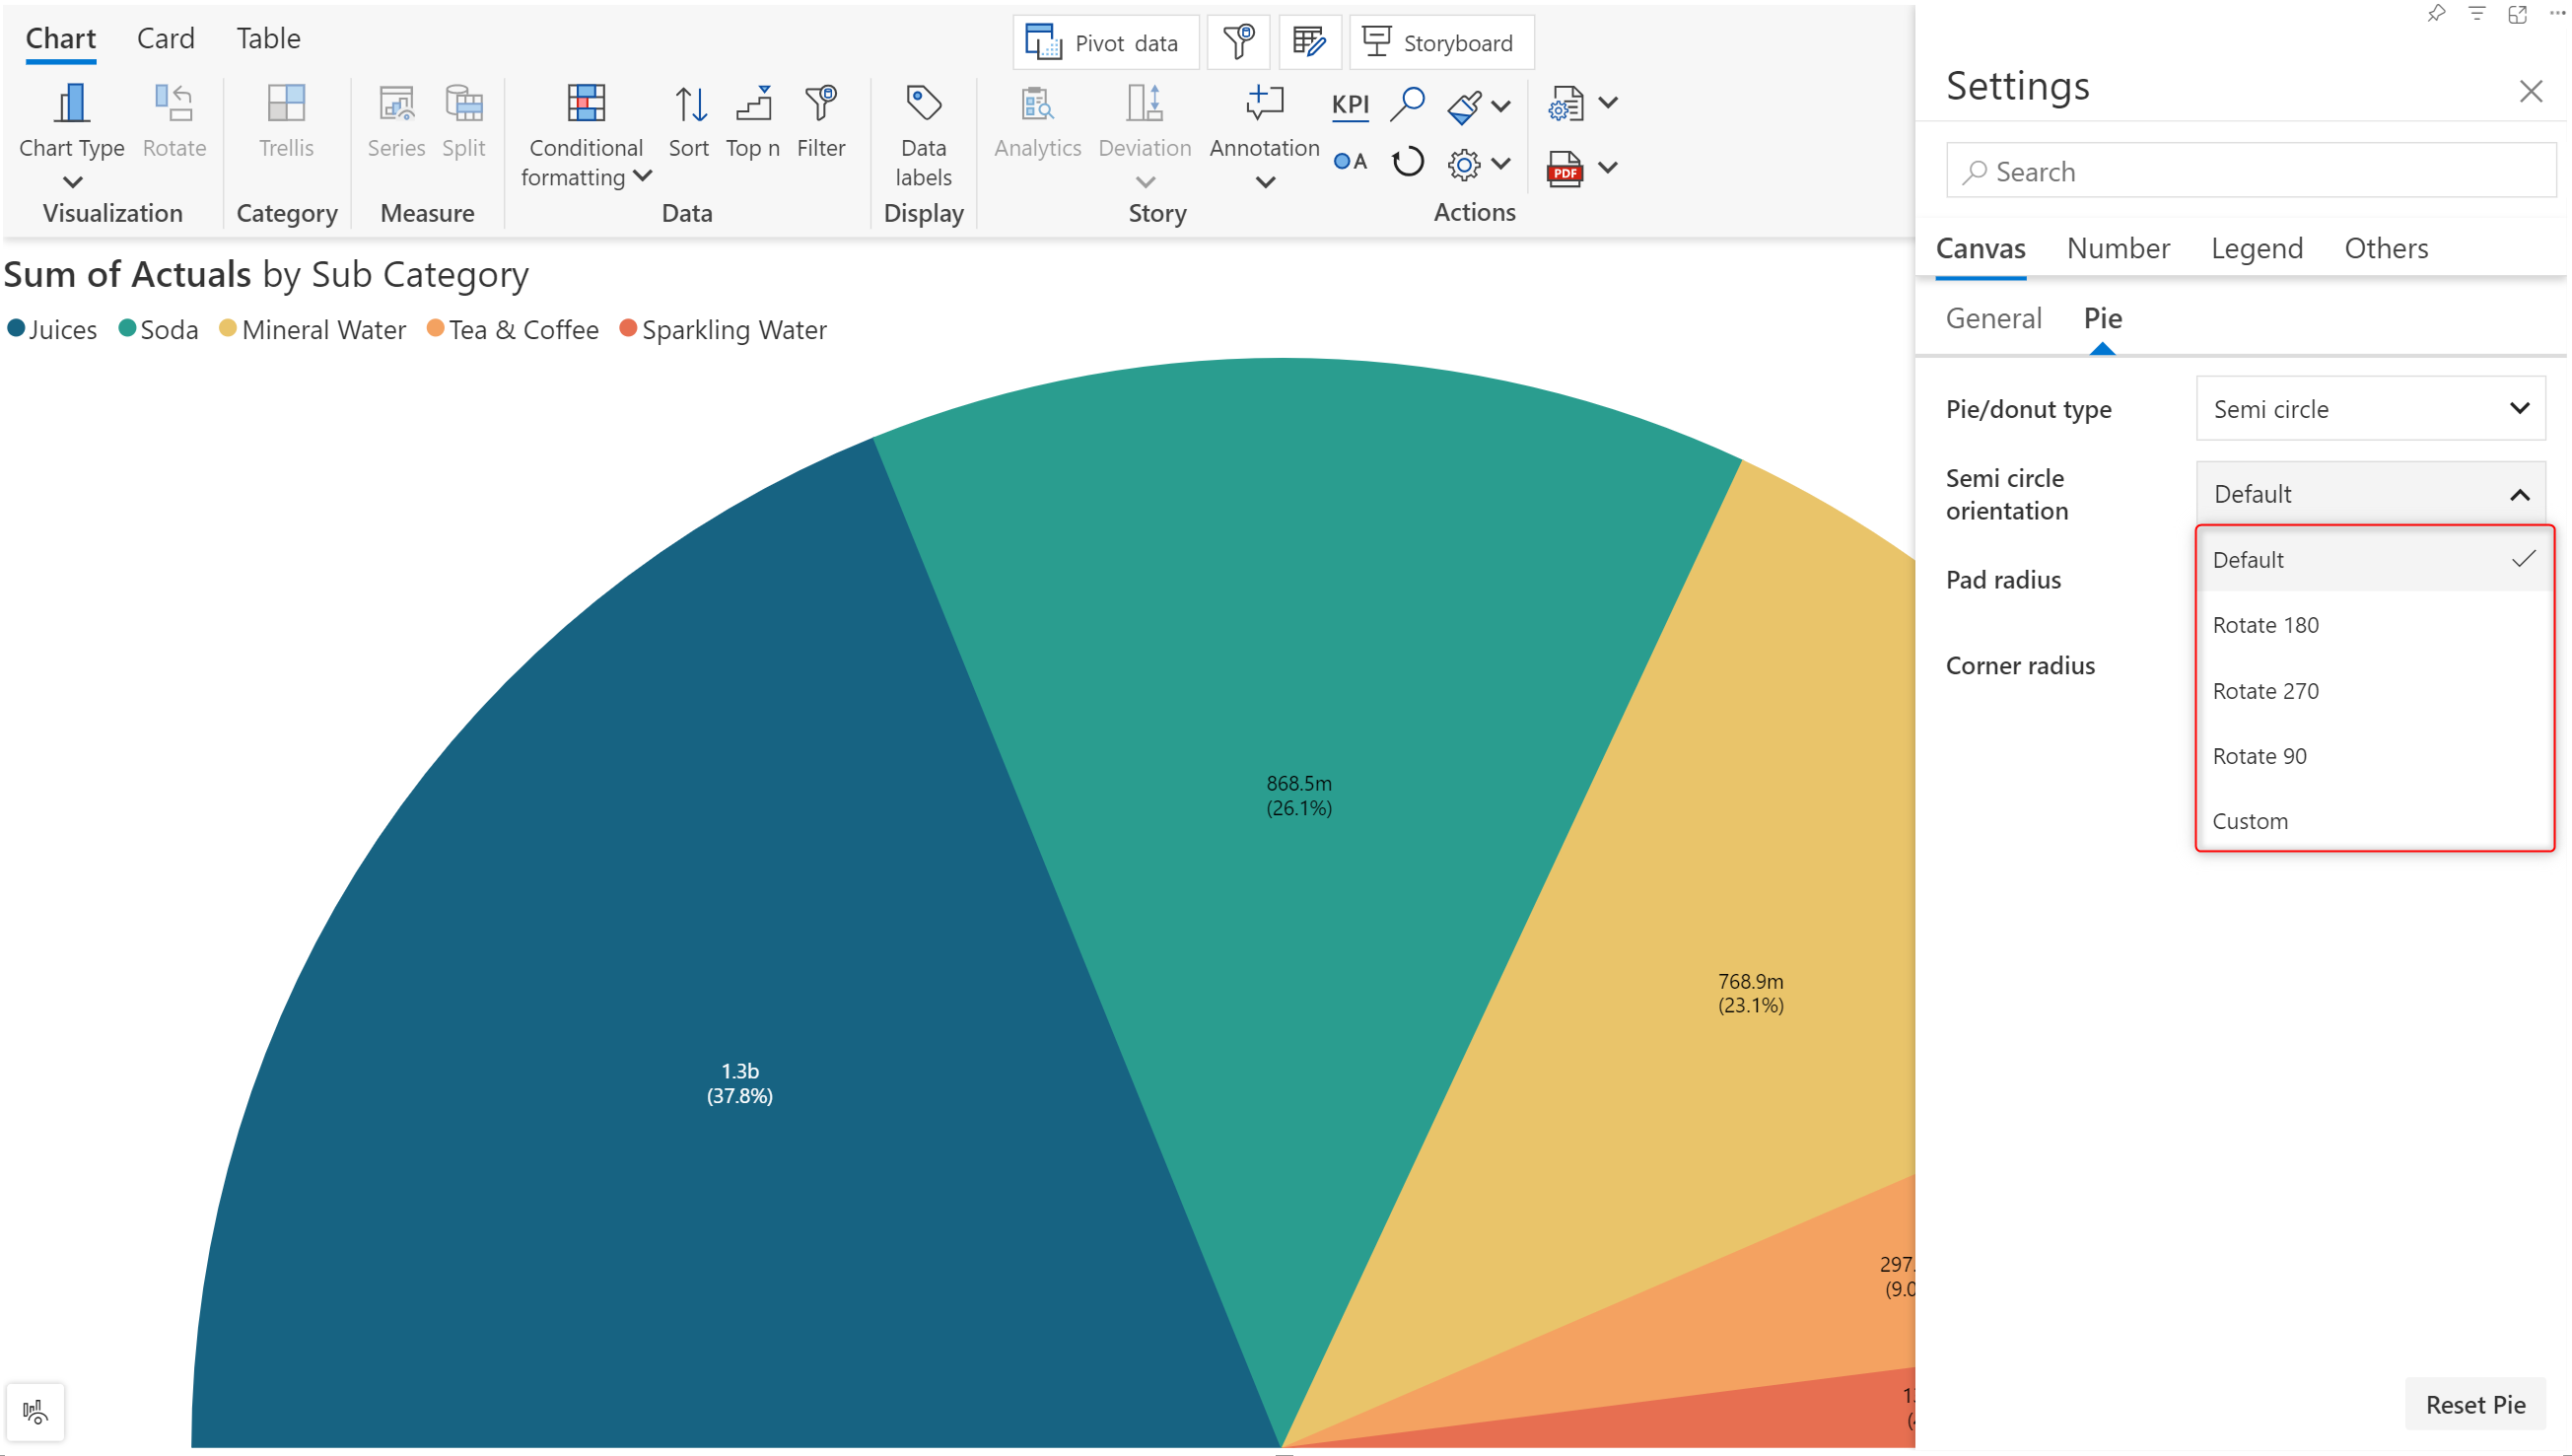 Chart Card Table
Pivot data
Storyboard
Chart Type
Rotate
Trellis
Series
Split
Conditional
formatting
Sort
Top n
Filter
Data
labels
Analytics
Deviation
Annotation
KPI
A
PDF
Visualization
Category
Measure
Data
Display
Story
Actions
Sum of Actuals by Sub Category
Juices Soda Mineral Water Tea & Coffee Sparkling Water
868.5m
(26.1%)
768.9m
(23.1%)
1.3b
(37.8%)
297.
(9.0
Settings
Search
Canvas Number Legend Others
General Pie
Pie/donut type
Semi circle
Semi circle
orientation
Default
Default
Rotate 180
Rotate 270
Rotate 90
Custom
Pad radius
Corner radius
Reset Pie